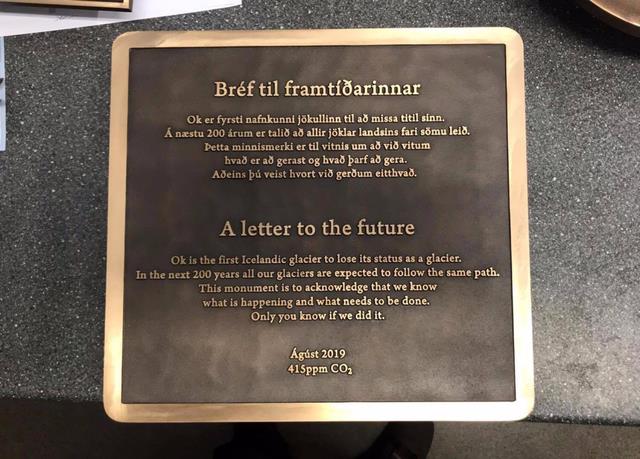 Bréf til framtíðarinnar
Ok er fyrsti nafnkunni jökullinn til að missa titil sinn.
Á næstu 200 árum er talið að allir jöklar landsins fari sömu leið.
Þetta minnismerki er til vitnis um að við vitum
hvað er að gerast og hvað þarf að gera.
Aðeins þú veist hvort við gerðum eitthvað.
A letter to the future
Ok is the first Icelandic glacier to lose its status as a glacier.
In the next 200 years all our glaciers are expected to follow the same path.
This monument is to acknowledge that we know
what is happening and what needs to be done.
Only you know if we did it.
Ágúst 2019
415ppm CO₂